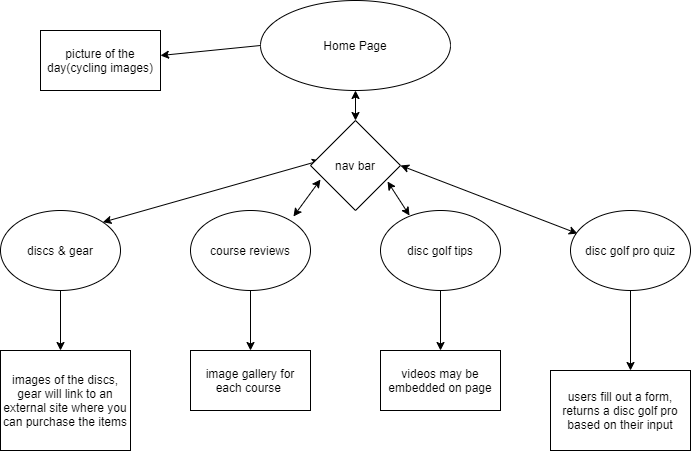 Home Page
picture of the
day(cycling images)
nav bar
discs & gear
course reviews
disc golf tips
disc golf pro quiz
images of the discs,
gear will link to an
external site where you
can purchase the items
image gallery for
each course
videos may be
embedded on page
users fill out a form,
returns a disc golf pro
based on their input